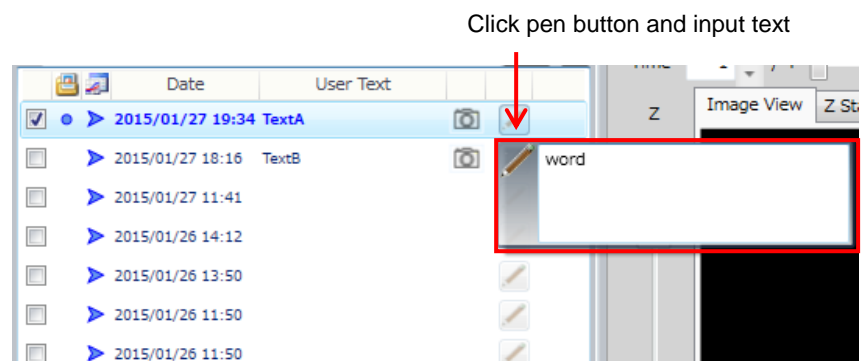 Click pen button and input text
Date User Text
2015/01/27 19:34 TextA
Z
Image View
2015/01/27 18:16 TextB
word
2015/01/27 11:41
2015/01/26 14:12
2015/01/26 13:50
2015/01/26 11:50
2015/01/26 11:50